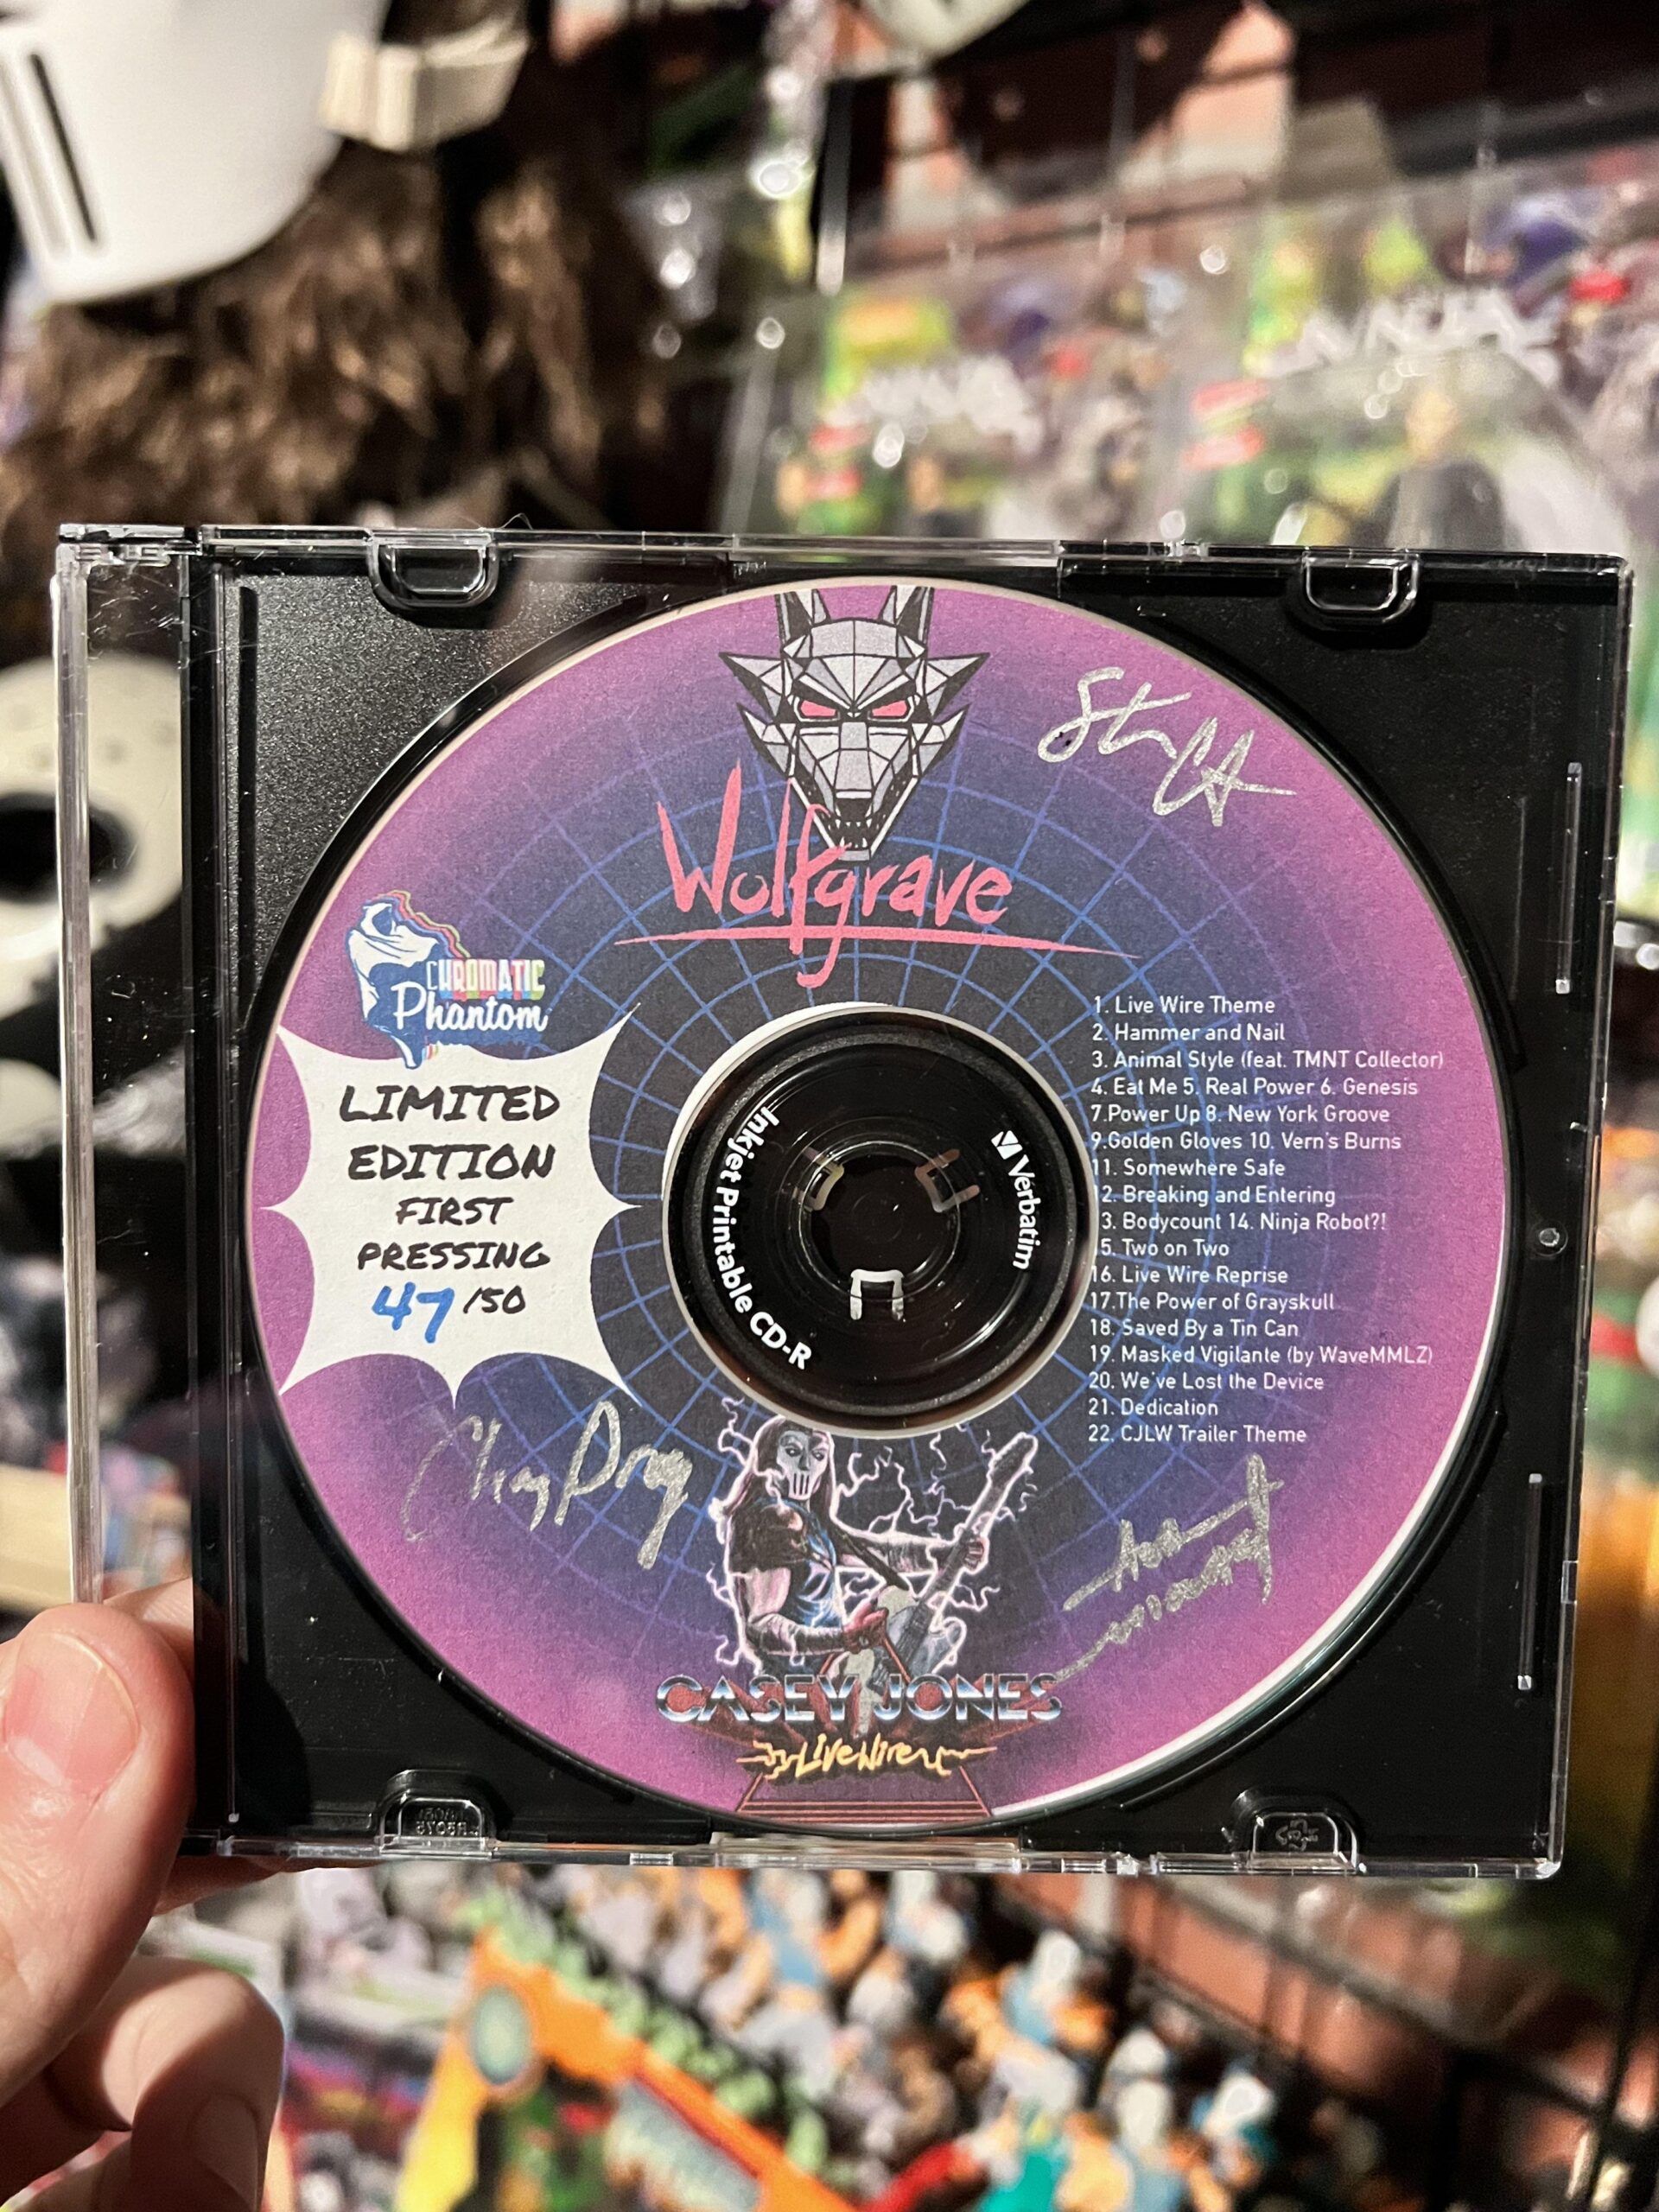 Wolfgrave
CHROMATIC
Phantom
LIMITED
EDITION
FIRST
PRESSING
47/50
Inkjet Printable CD-R
Verbatim
1. Live Wire Theme
2. Hammer and Nail
3. Animal Style (feat. TMNT Collector)
4. Eat Me 5. Real Power 6. Genesis
7.Power Up 8. New York Groove
9.Golden Gloves 10. Vern's Burns
11. Somewhere Safe
12. Breaking and Entering
3. Bodycount 14. Ninja Robot?!
5. Two on Two
16. Live Wire Reprise
17.The Power of Grayskull
18. Saved By a Tin Can
19. Masked Vigilante (by WaveMMLZ)
20. We've Lost the Device
21. Dedication
22. CJLW Trailer Theme
CASEY JONES
LiveWire
NINJA